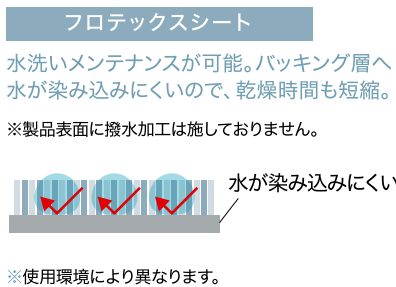 フロテックスシート
水洗いメンテナンスが可能。バッキング層へ
水が染み込みにくいので、乾燥時間も短縮。
※製品表面に撥水加工は施しておりません。
水が染み込みにくい
※使用環境により異なります。